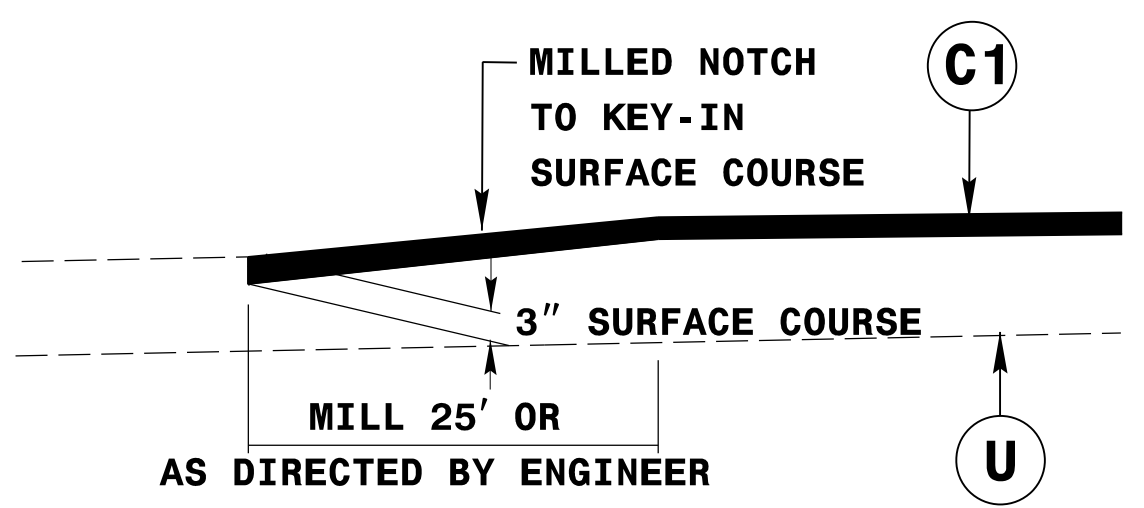 MILLED NOTCH
TO KEY-IN
SURFACE COURSE
C1
3" SURFACE COURSE
MILL 25' OR
AS DIRECTED BY ENGINEER
U